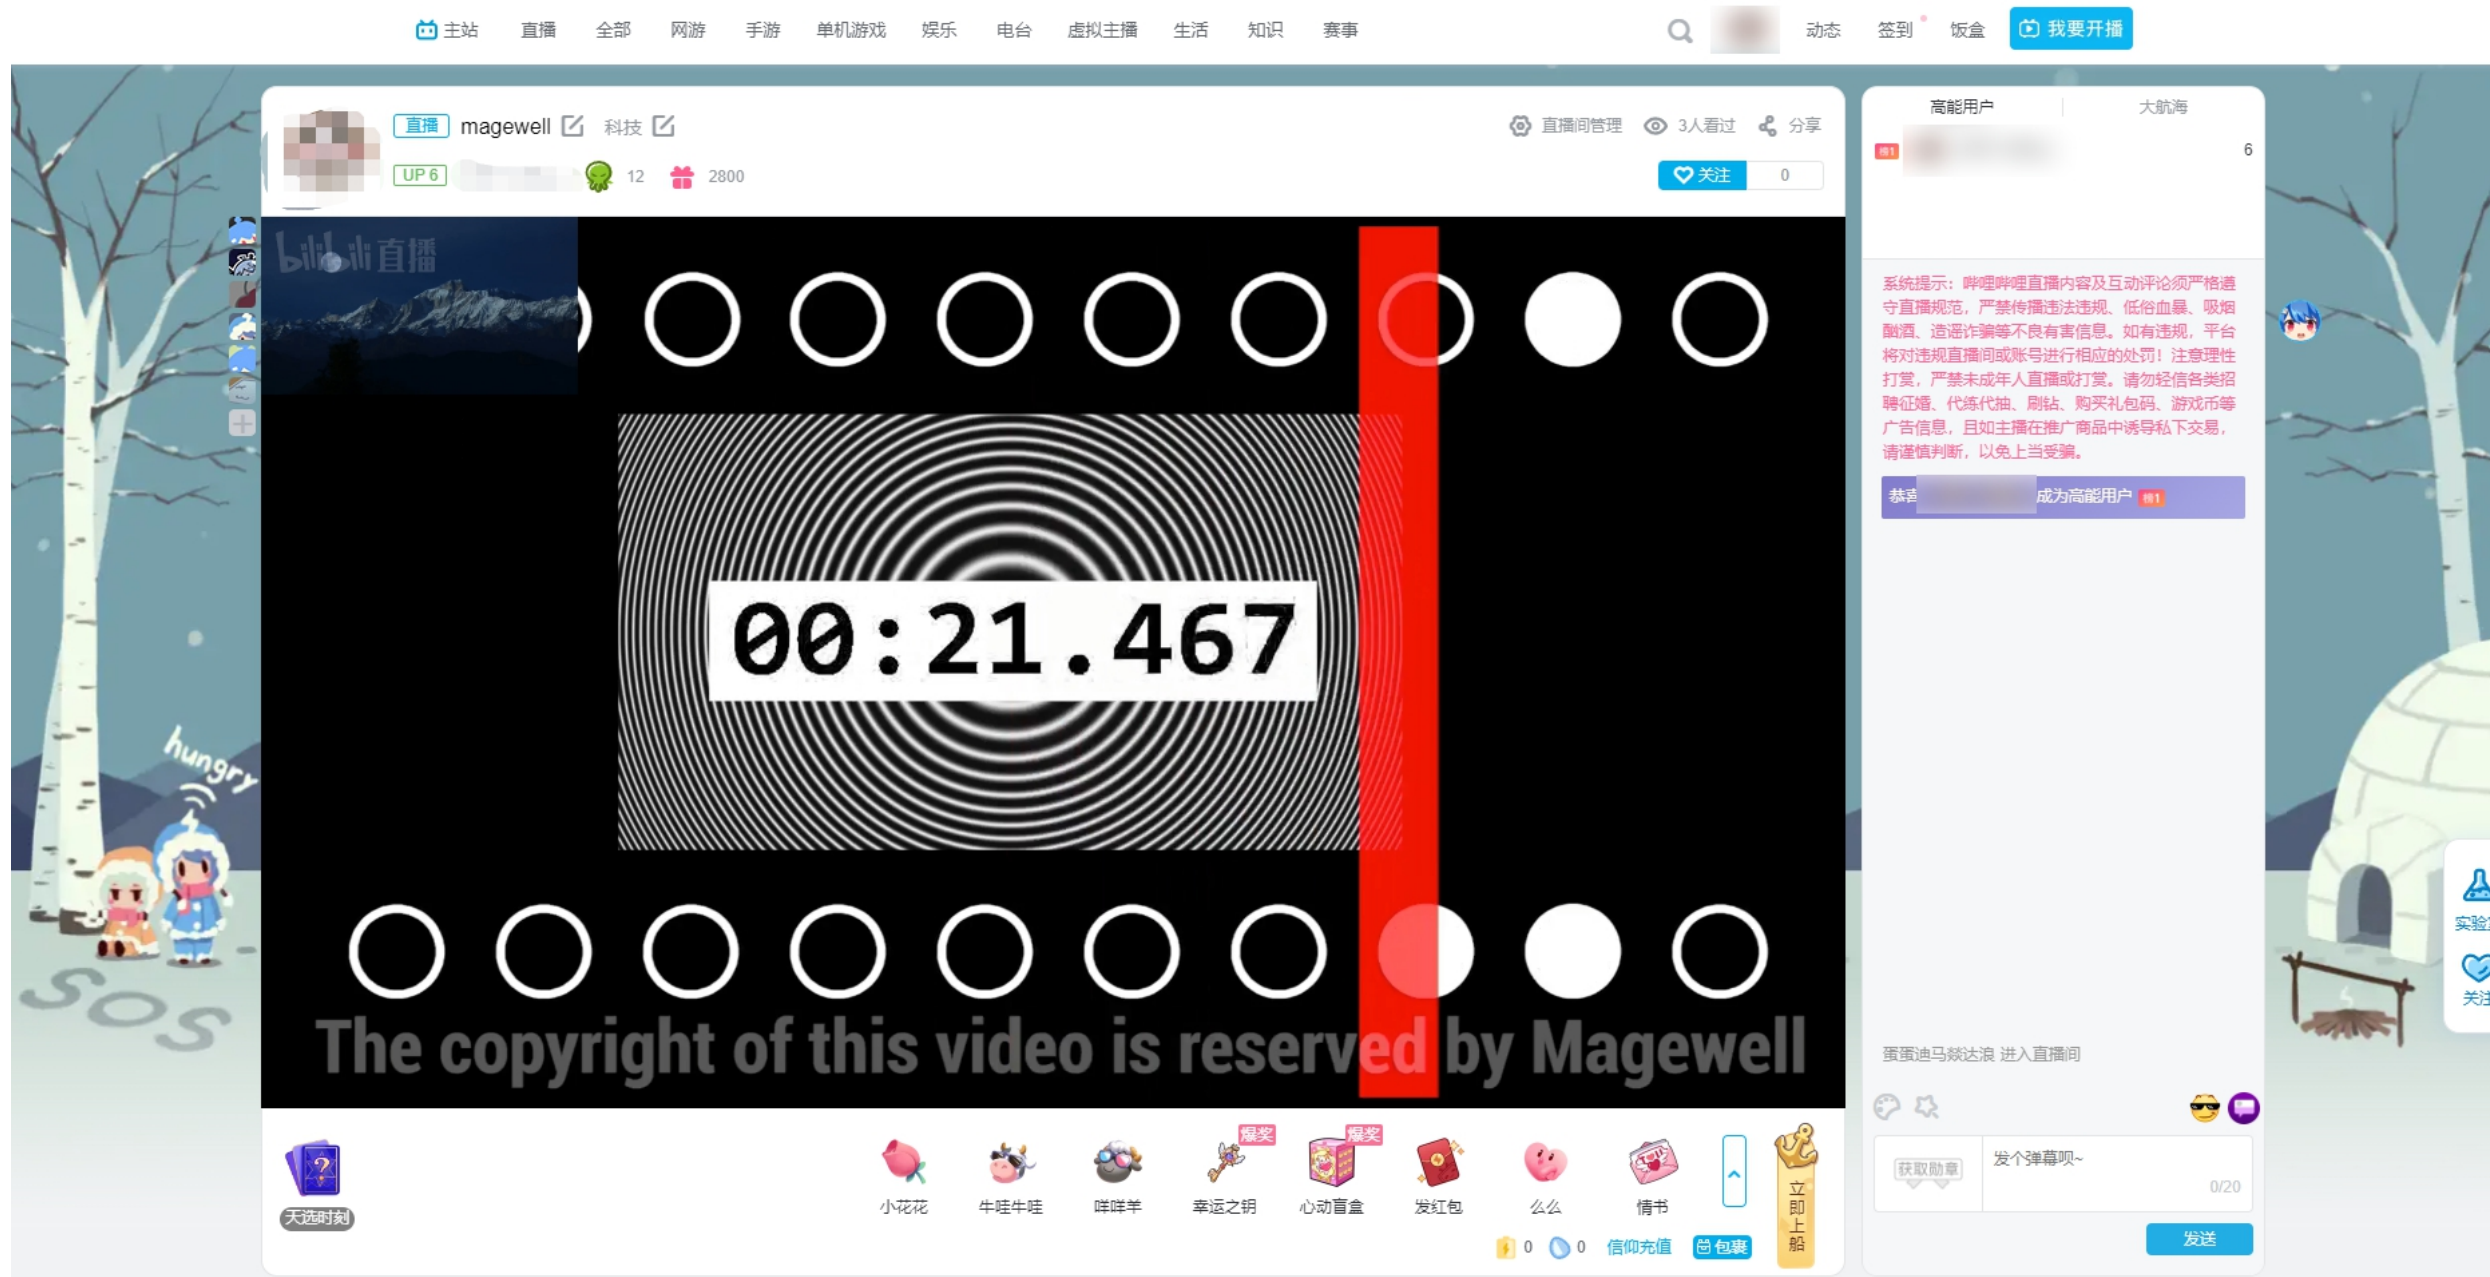 主站 直播 全部 网游 手游 单机游戏 娱乐 电台 虚拟主播 生活 知识 赛事 动态 签到 饭盒 我要开播
直播 magewell 科技 直播间管理 3人看过 分享
UP 6 12 2800 关注 0
bilibili直播
00:21.467
The copyright of this video is reserved by Magewell
hungry
SOS
高能用户 大航海
榜1 6
系统提示：哔哩哔哩直播内容及互动评论须严格遵
守直播规范，严禁传播违法违规、低俗血暴、吸烟
酗酒、造谣诈骗等不良有害信息。如有违规，平台
将对违规直播间或账号进行相应的处罚！注意理性
打赏，严禁未成年人直播或打赏。请勿轻信各类招
聘征婚、代练代抽、刷钻、购买礼包码、游戏币等
广告信息，且如主播在推广商品中诱导私下交易，
请谨慎判断，以免上当受骗。
恭喜 成为高能用户 榜1
蛋蛋迪马燚达浪 进入直播间
获取勋章 发个弹幕呗~
0/20
发送
实验
关注
天选时刻
爆奖 爆奖
小花花 牛哇牛哇 咩咩羊 幸运之钥 心动盲盒 发红包 么么 情书
立即上船
0 0 信仰充值 包裹